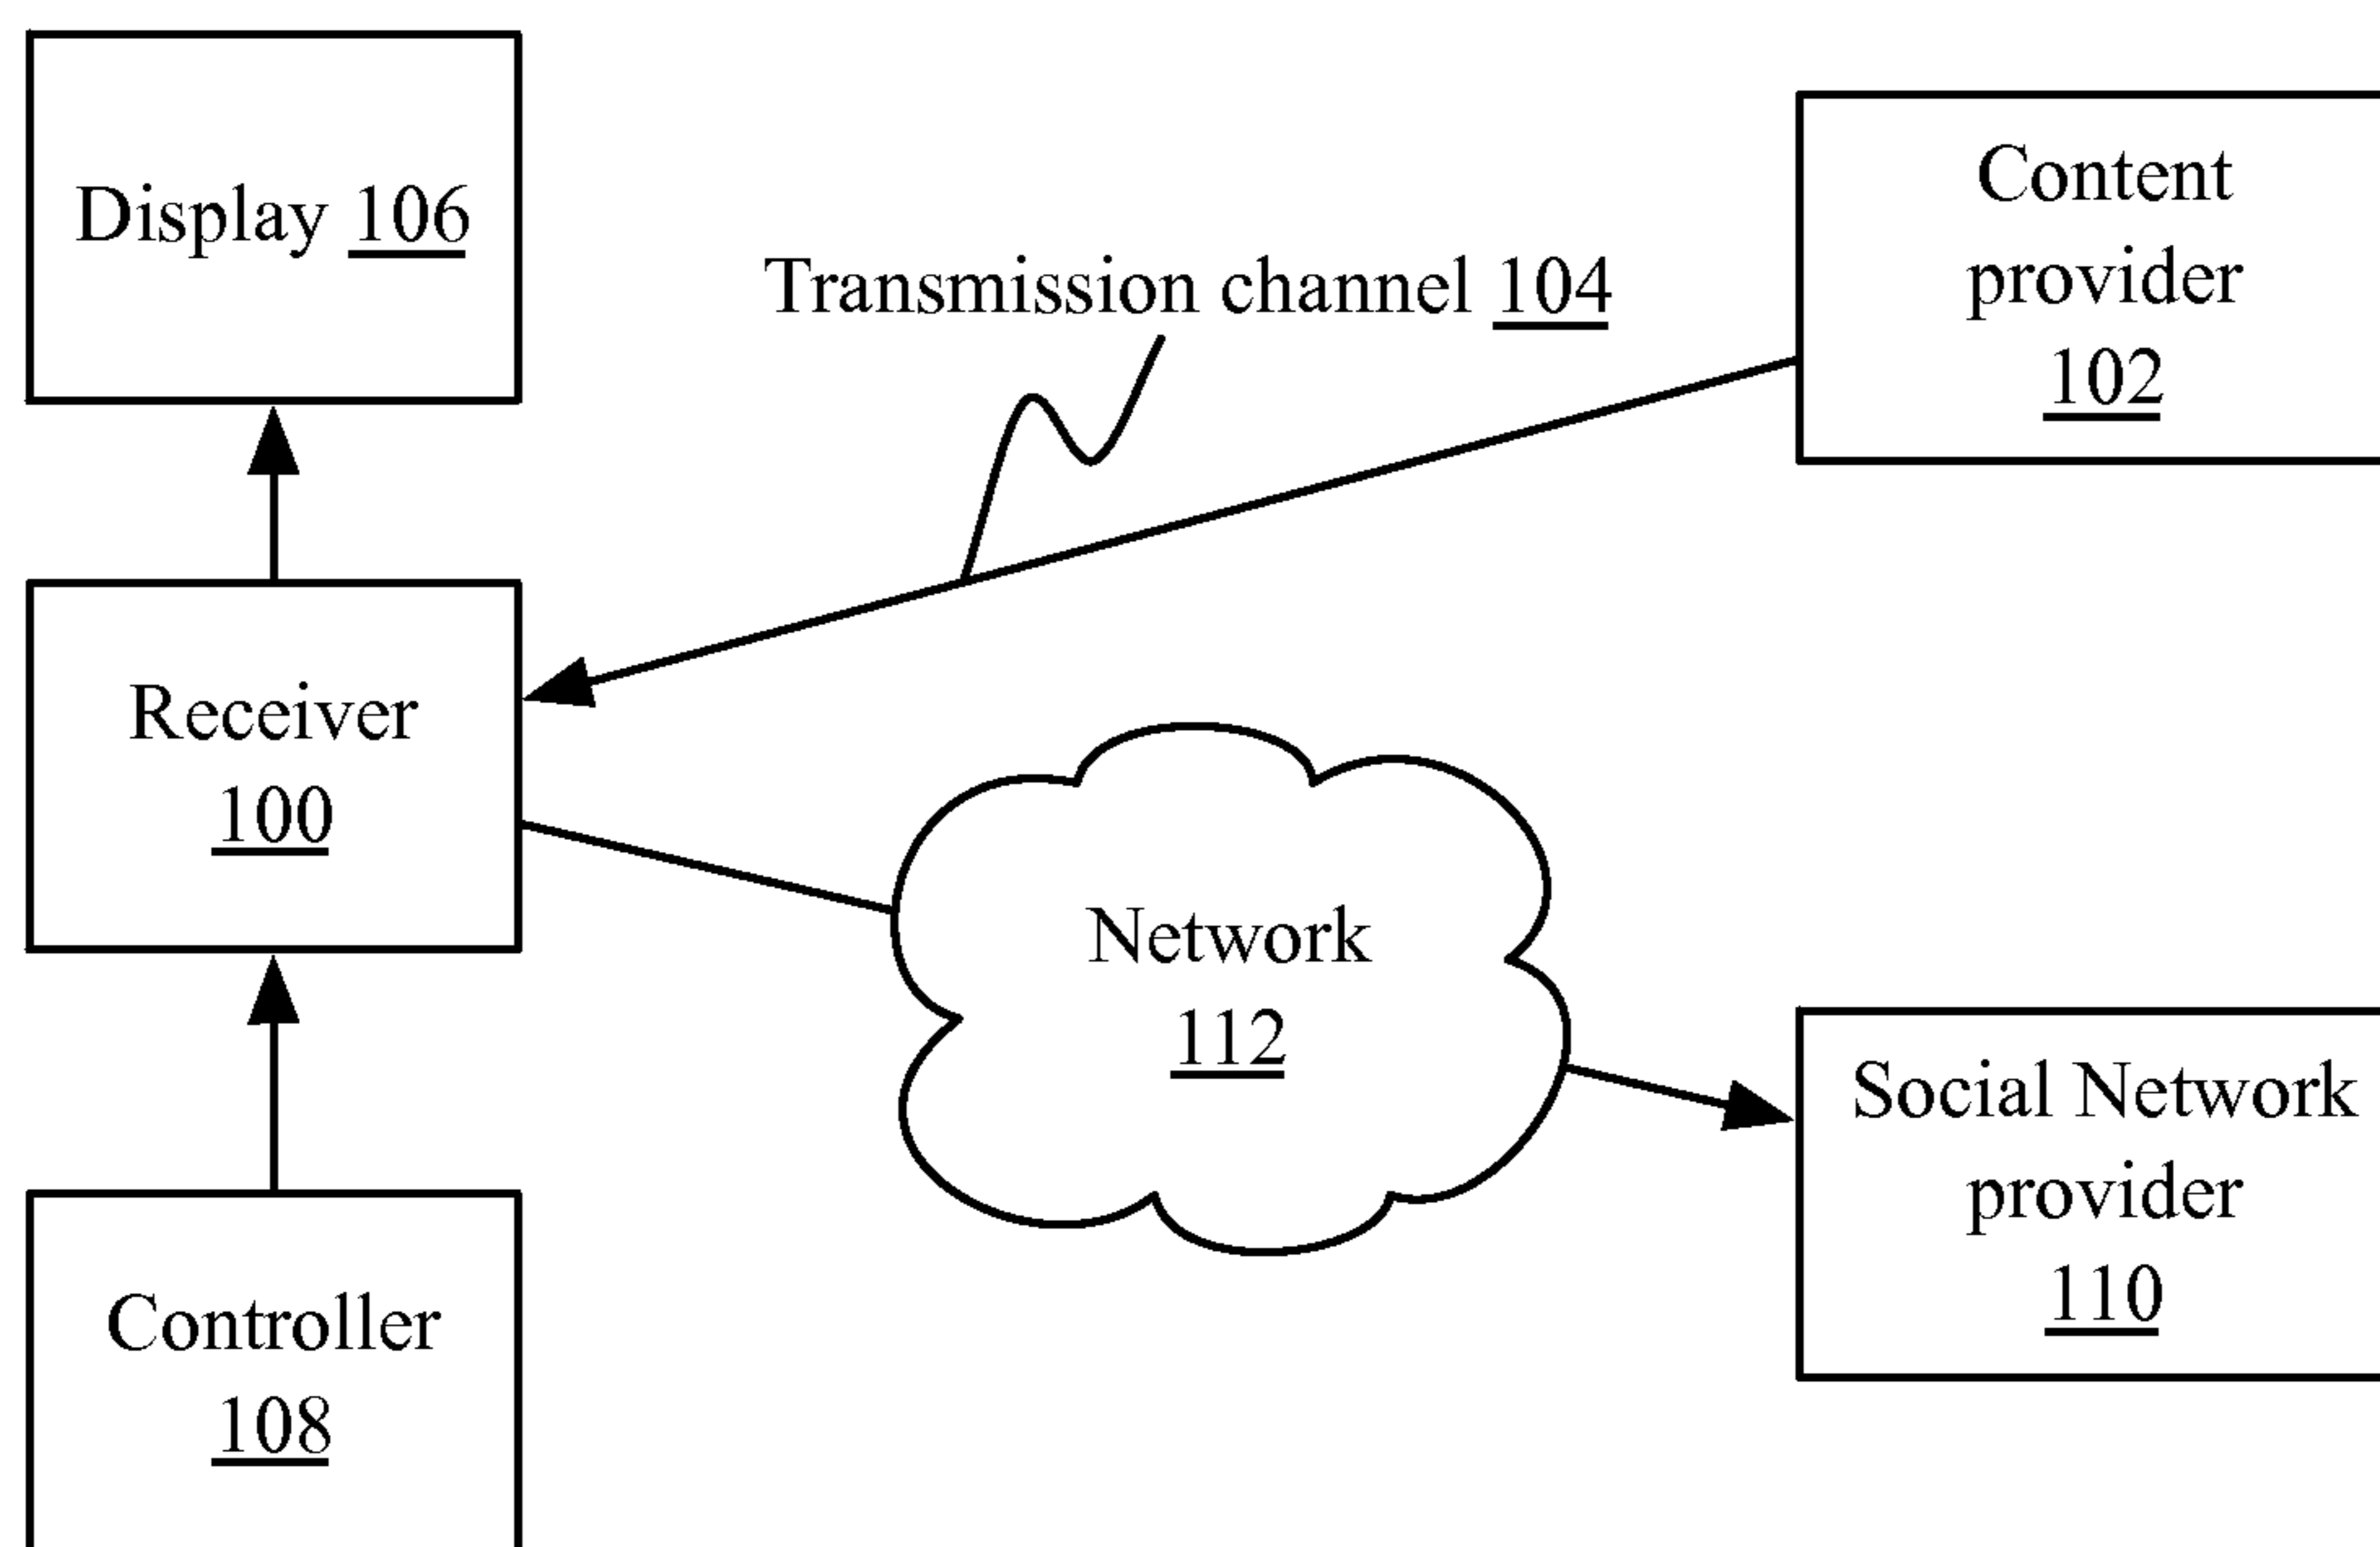 Display 106
Transmission channel 104
Content
provider
102
Receiver
100
Network
112
Social Network
provider
110
Controller
108